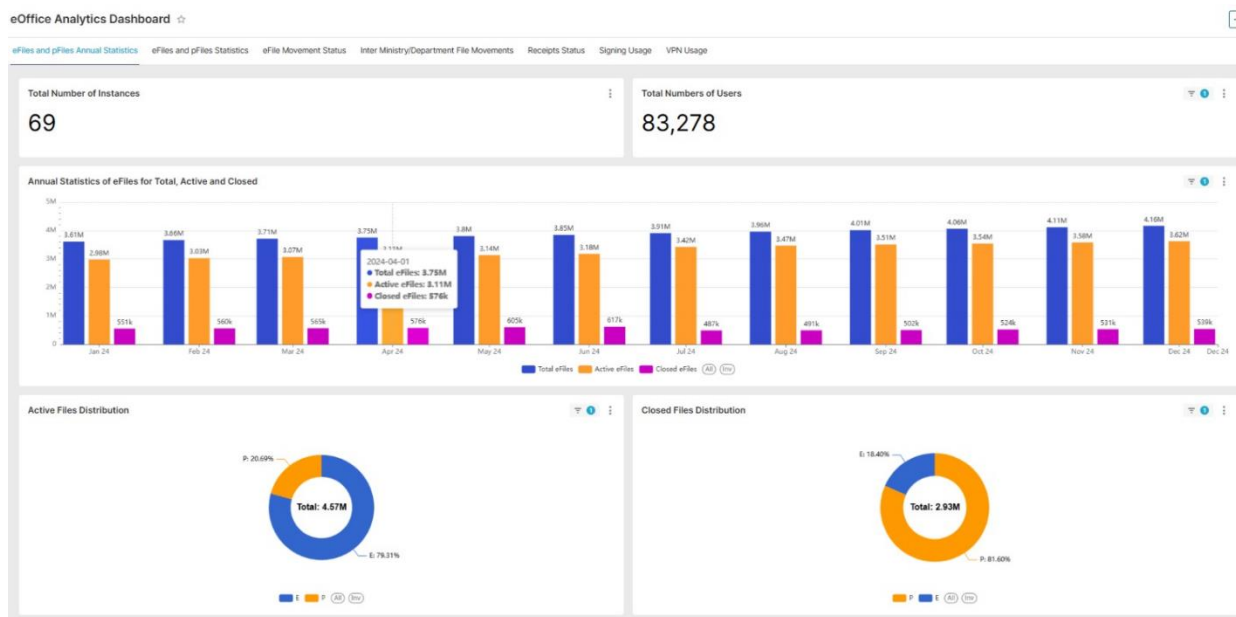 eOffice Analytics Dashboard
eFiles and pFiles Annual Statistics eFiles and pFiles Statistics eFile Movement Status Inter Ministry/Department File Movements Receipts Status Signing Usage VPN Usage
Total Number of Instances
69
Total Numbers of Users
1
83,278
Annual Statistics of eFiles for Total, Active and Closed
1
5M
4M
3M
2M
1M
0
3.61M 2.98M 551k
3.66M 3.03M 560k
3.71M 3.07M 565k
3.75M 576k
3.8M 3.14M 605k
3.85M 3.18M 617k
3.91M 3.42M 487k
3.96M 3.47M 491k
4.01M 3.51M 502k
4.06M 3.54M 524k
4.11M 3.58M 531k
4.16M 3.62M 539k
2024-04-01
Total eFiles: 3.75M
Active eFiles: 3.11M
Closed eFiles: 576k
Jan 24 Feb 24 Mar 24 Apr 24 May 24 Jun 24 Jul 24 Aug 24 Sep 24 Oct 24 Nov 24 Dec 24 Dec 24
Total eFiles Active eFiles Closed eFiles All Inv
Active Files Distribution
1
P: 20.69%
Total: 4.57M
E: 79.31%
E P All Inv
Closed Files Distribution
1
E: 18.40%
Total: 2.93M
P: 81.60%
P E All Inv